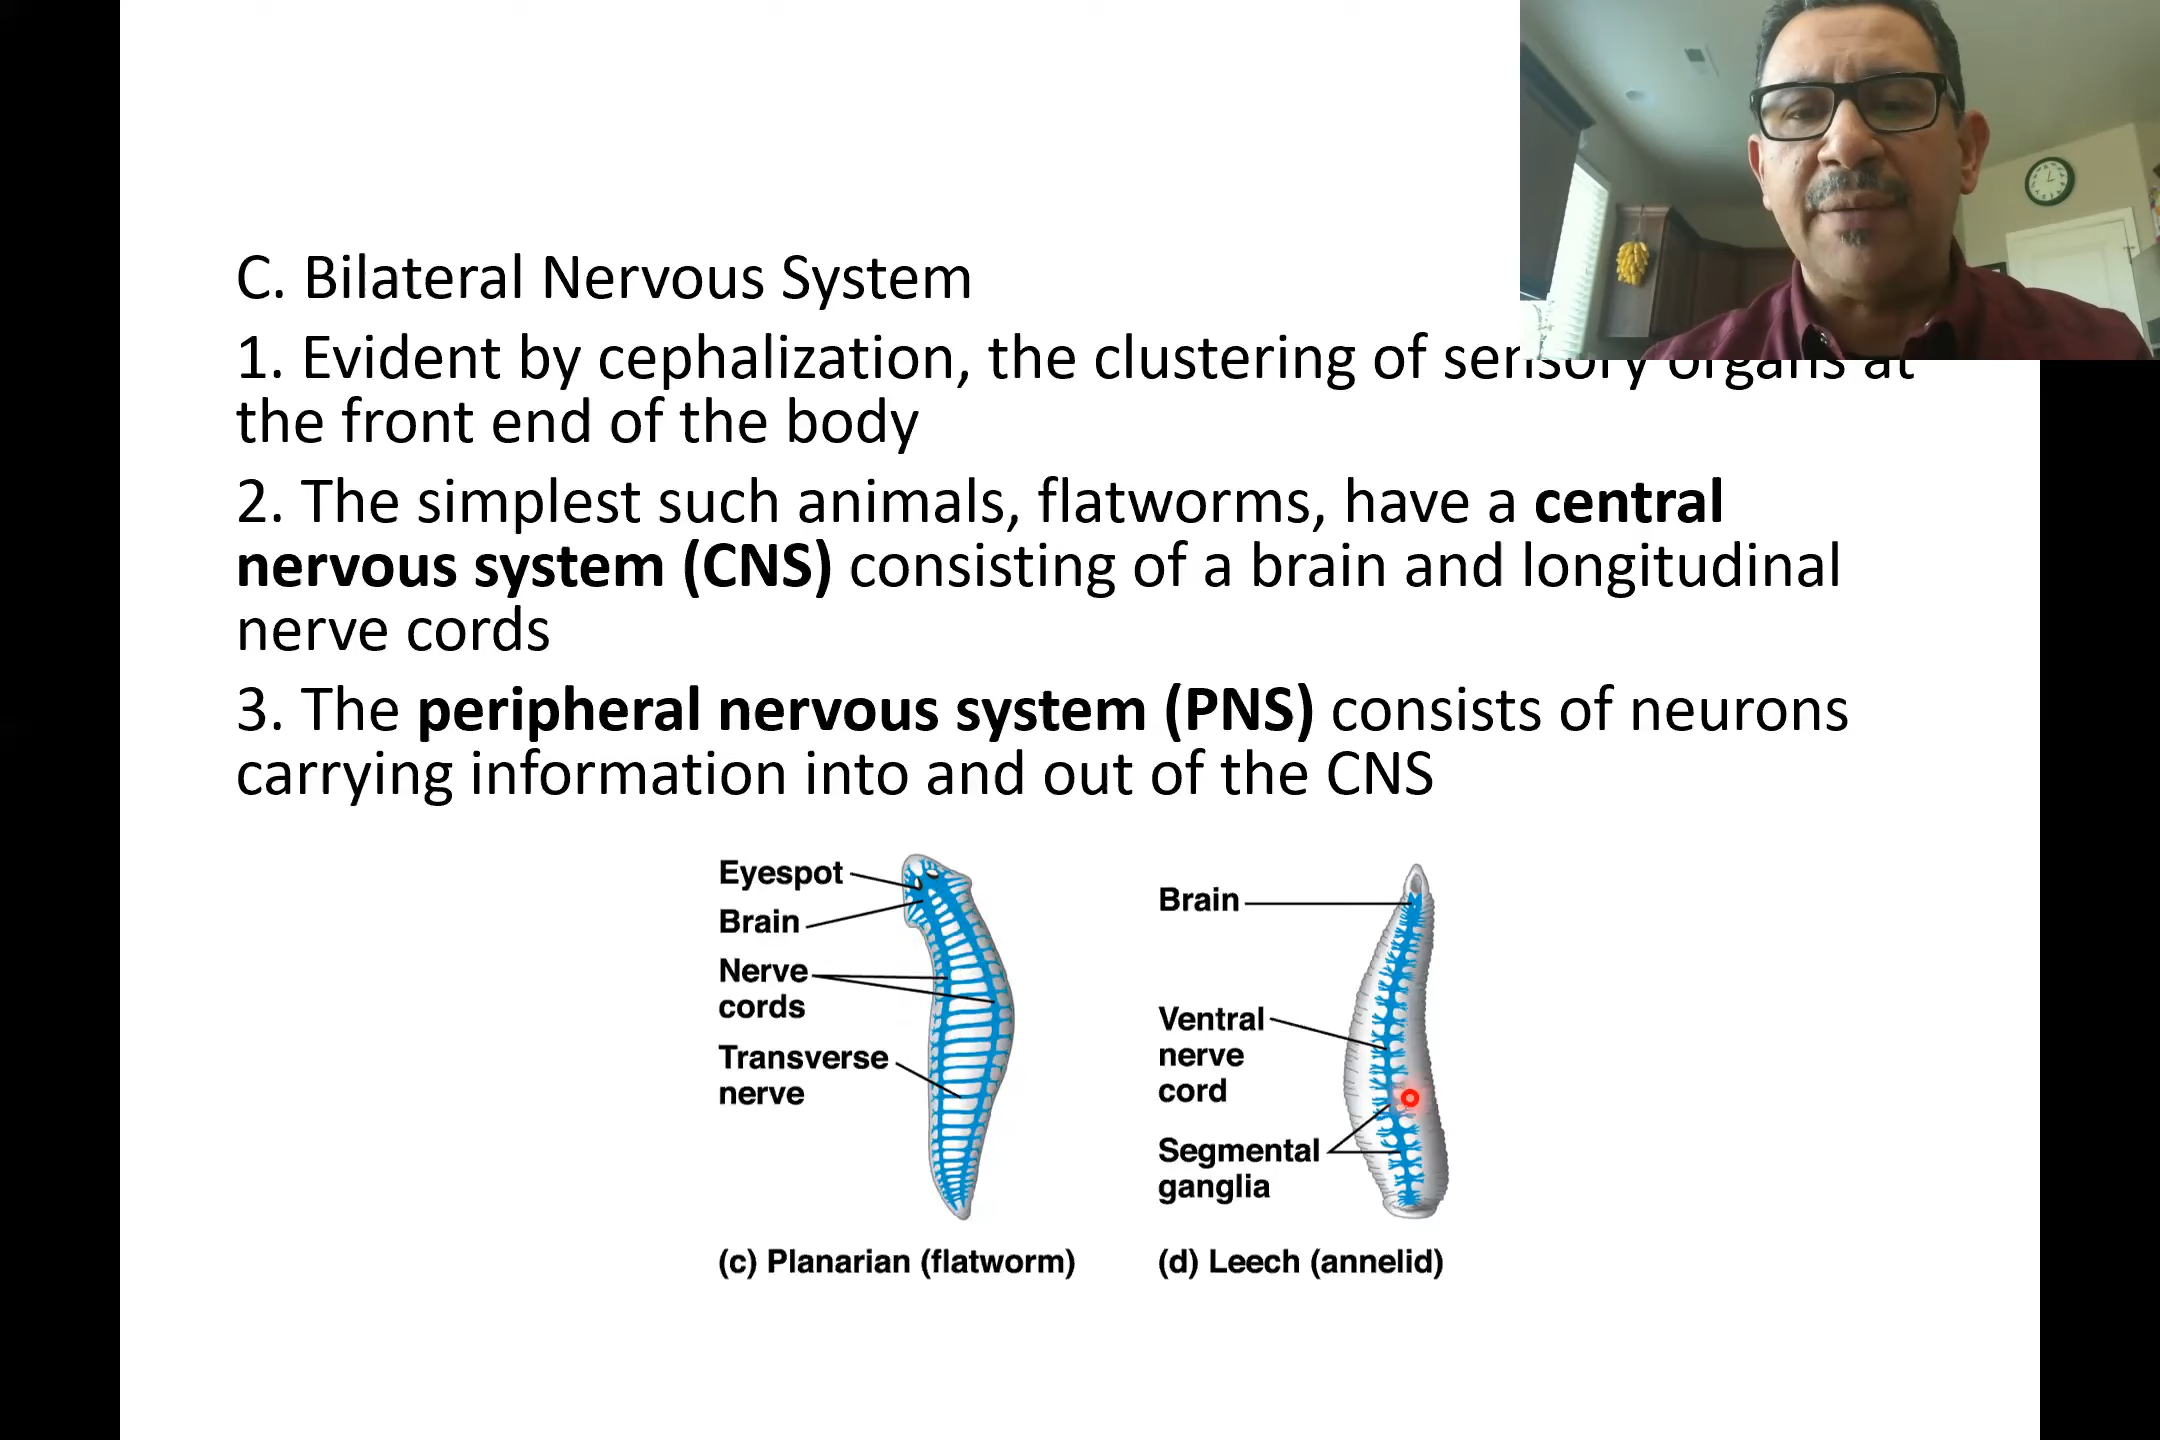 C. Bilateral Nervous System
1. Evident by cephalization, the clustering of sensory organs at
the front end of the body
2. The simplest such animals, flatworms, have a central
nervous system (CNS) consisting of a brain and longitudinal
nerve cords
3. The peripheral nervous system (PNS) consists of neurons
carrying information into and out of the CNS
Eyespot
Brain
Nerve
cords
Transverse
nerve
(c) Planarian (flatworm)
Brain
Ventral
nerve
cord
Segmental
ganglia
(d) Leech (annelid)